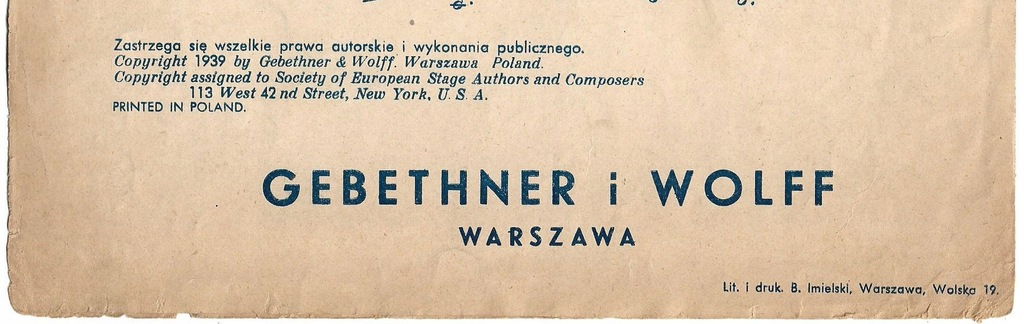 Zastrzega się wszelkie prawa autorskie i wykonania publicznego.
Copyright 1939 by Gebethner & Wolff. Warszawa Poland.
Copyright assigned to Society of European Stage Authors and Composers
113 West 42 nd Street, New York, U. S. A.
PRINTED IN POLAND.
GEBETHNER i WOLFF
WARSZAWA
Lit. i druk. B. Imielski, Warszawa, Wolska 19.